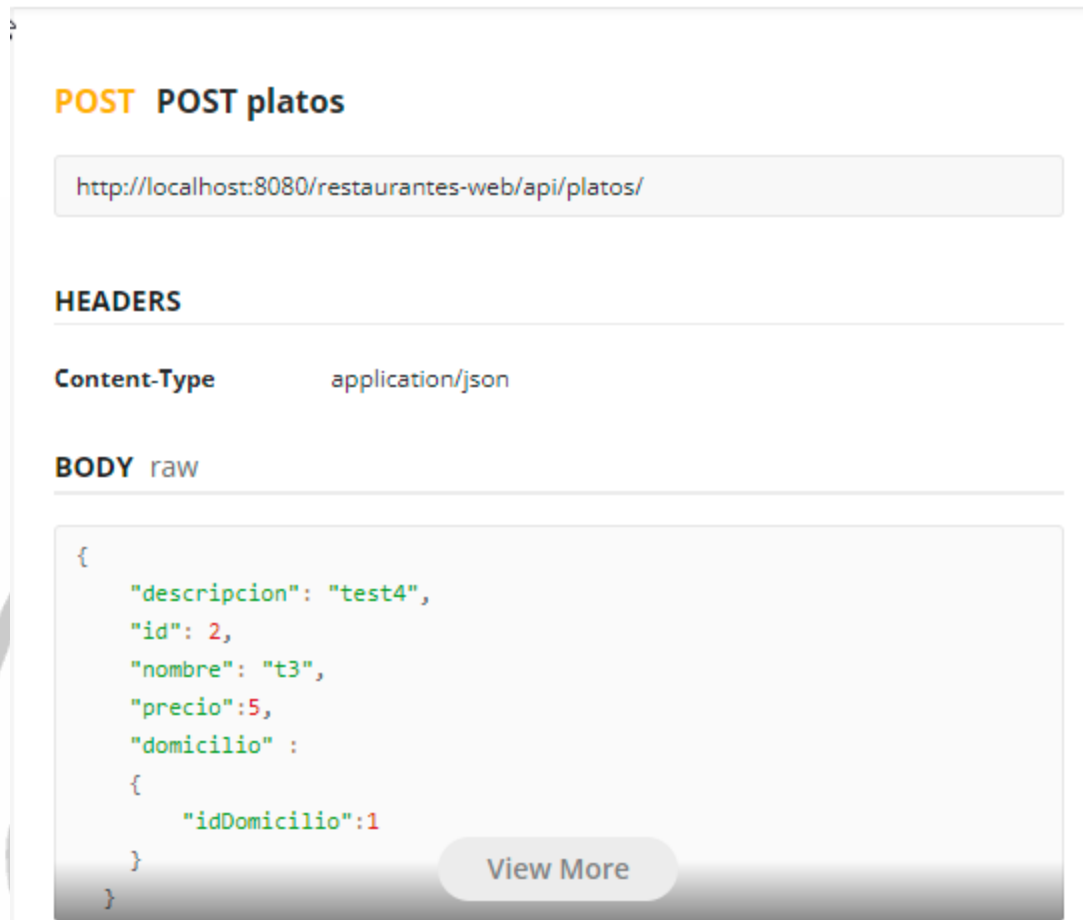 POST POST platos
http://localhost:8080/restaurantes-web/api/platos/
HEADERS
Content-Type application/json
BODY raw
{
"descripcion": "test4",
"id": 2,
"nombre": "t3",
"precio":5,
"domicilio" :
{
"idDomicilio":1
}
View More
}